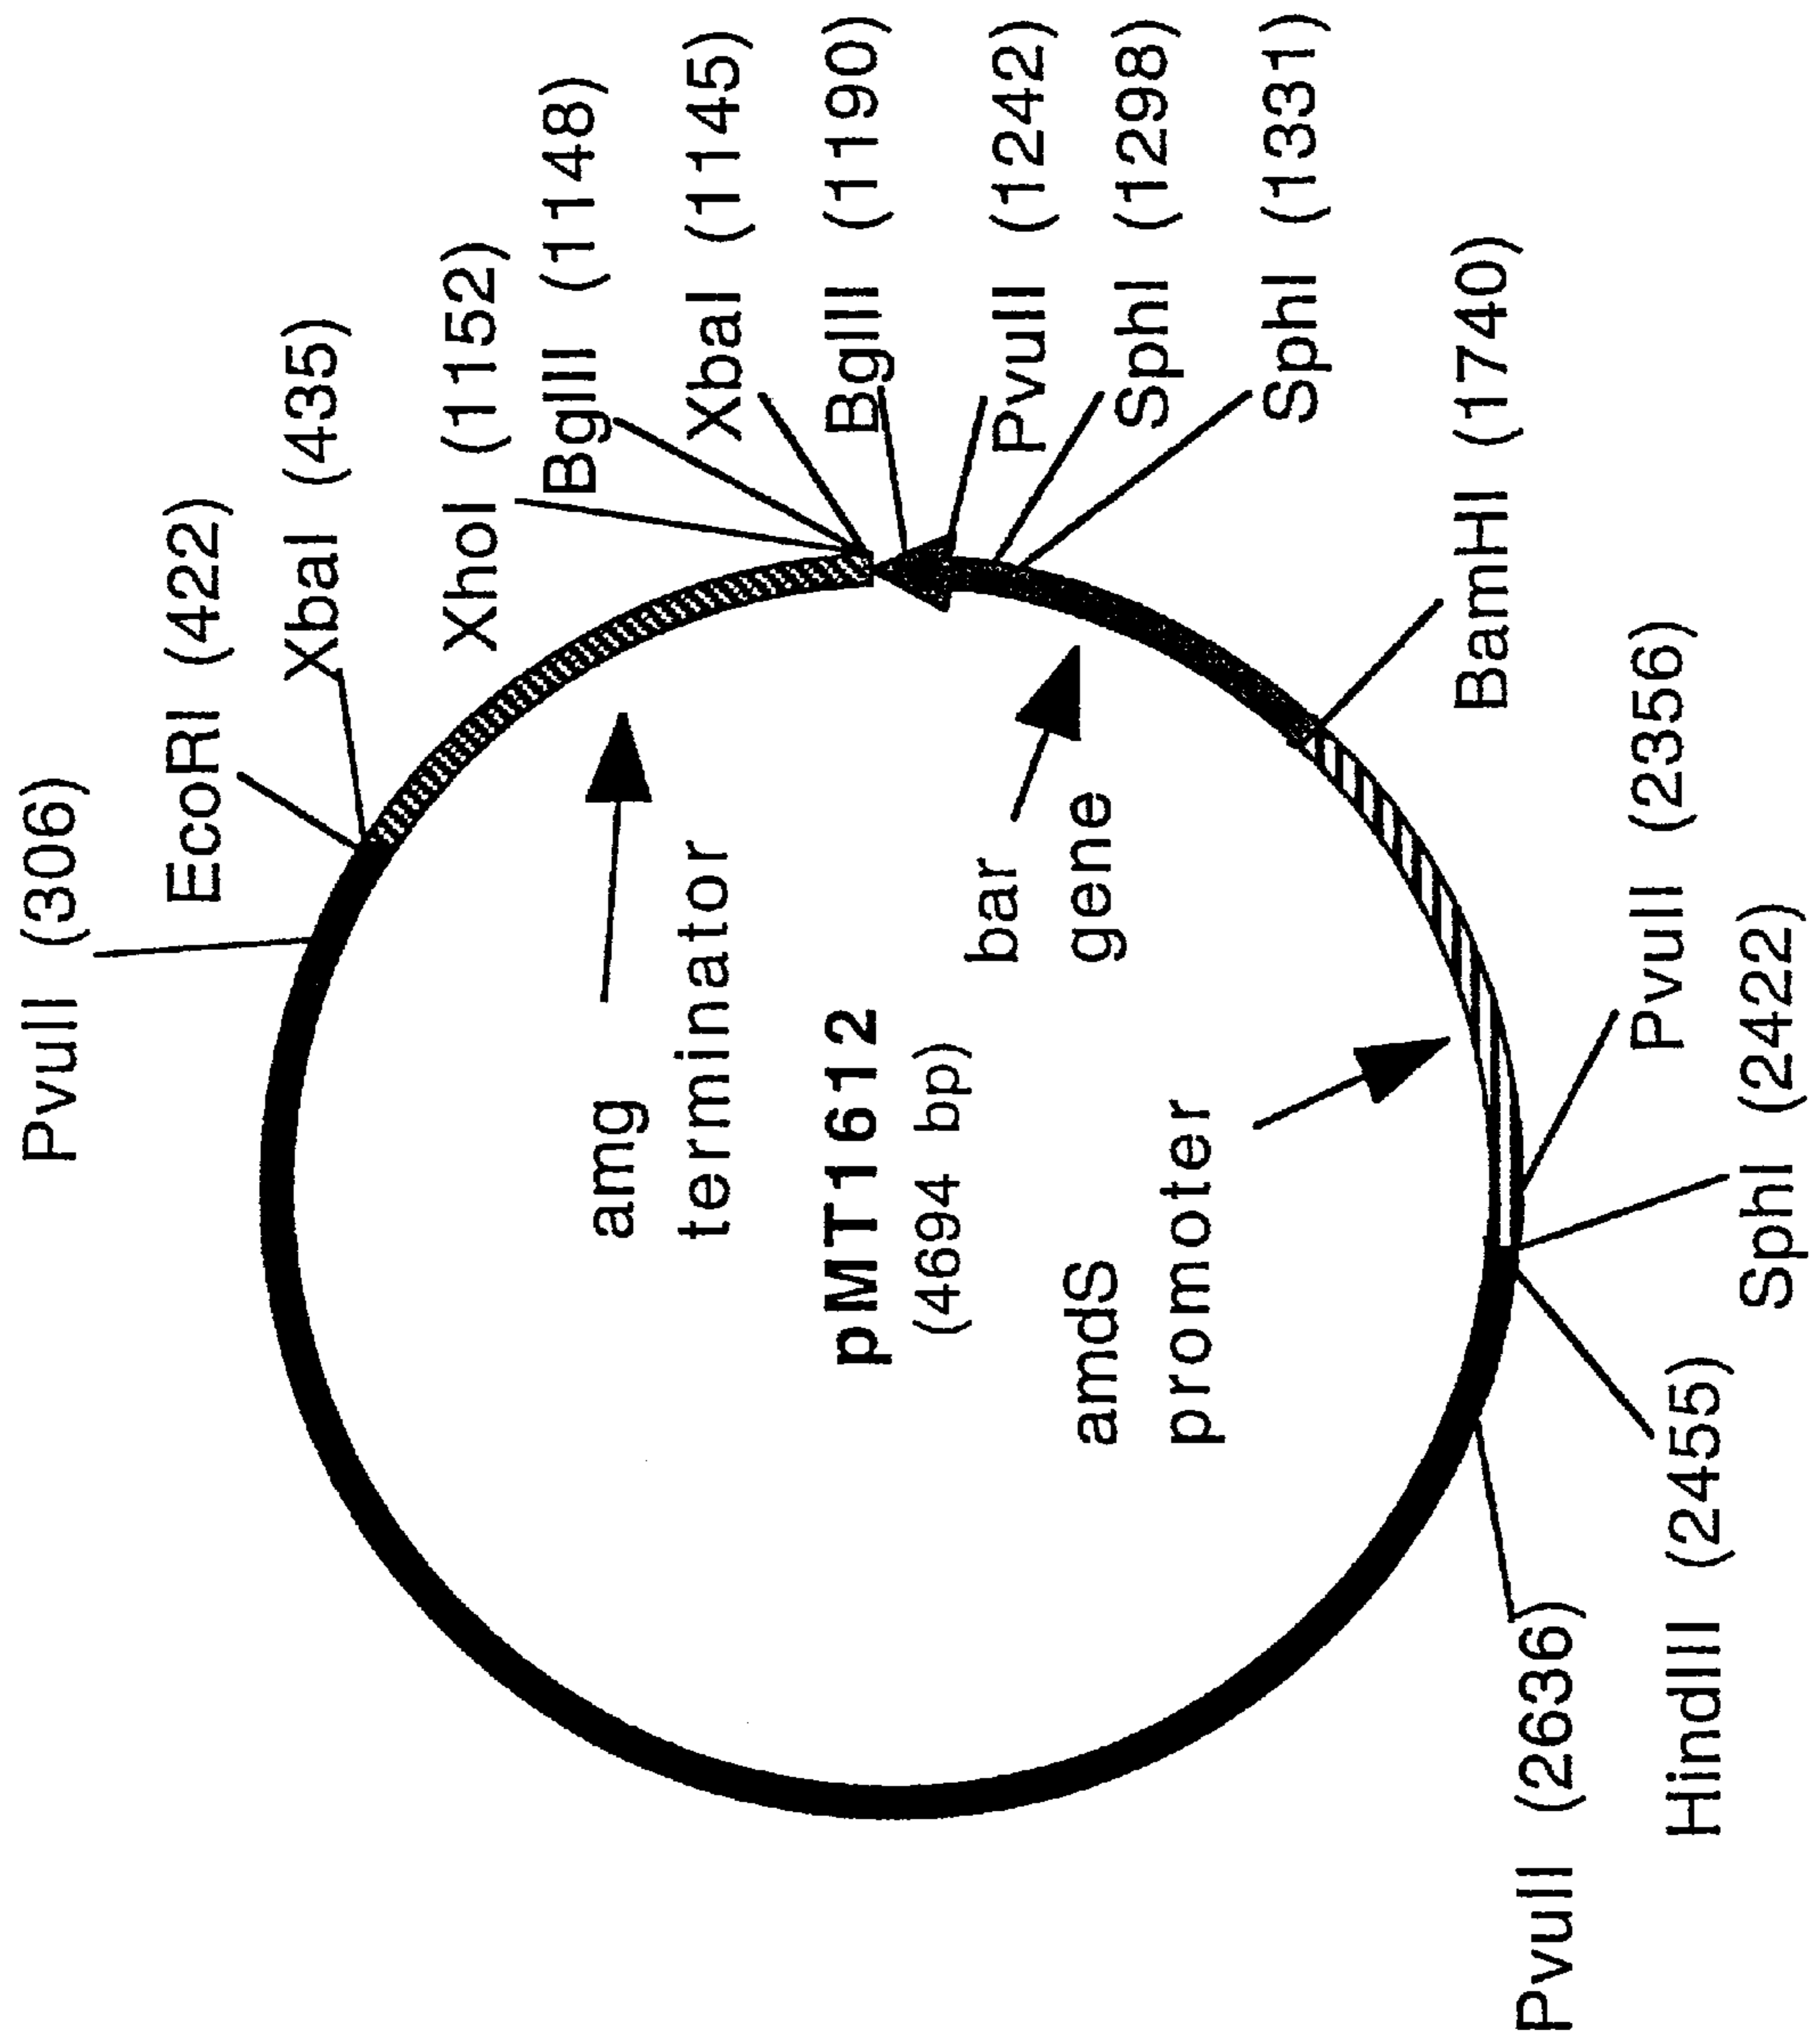 PvuII (306)
EcoRI (422)
XbaI (435)
XhoI (1152)
BglII (1148)
XbaI (1145)
BglII (1190)
PvuII (1242)
SphI (1298)
SphI (1331)
BamHI (1740)
PvuII (2356)
SphI (2422)
HindIII (2455)
PvuII (2636)
amg
terminator
pMT1612
(4694 bp)
bar
gene
amdS
promoter